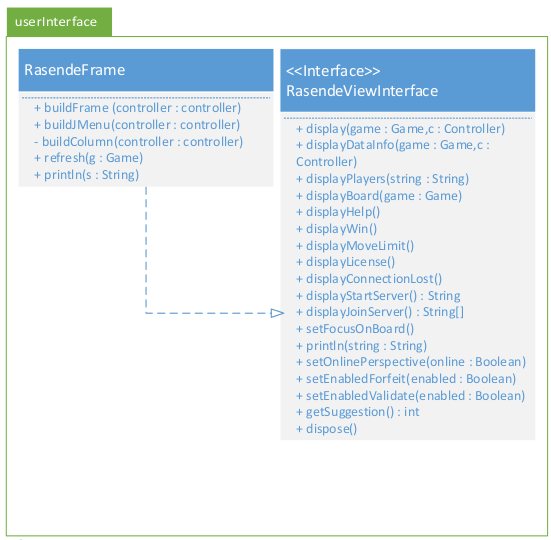 userInterface
RasendeFrame
+ buildFrame (controller : controller)
+ buildJMenu(controller : controller)
- buildColumn(controller : controller)
+ refresh(g : Game)
+ println(s : String)
<<Interface>>
RasendeViewInterface
+ display(game : Game,c : Controller)
+ displayDataInfo(game : Game,c :
Controller)
+ displayPlayers(string : String)
+ displayBoard(game : Game)
+ displayHelp()
+ displayWin()
+ displayMoveLimit()
+ displayLicense()
+ displayConnectionLost()
+ displayStartServer() : String
+ displayJoinServer() : String[]
+ setFocusOnBoard()
+ println(string : String)
+ setOnlinePerspective(online : Boolean)
+ setEnabledForfeit(enabled : Boolean)
+ setEnabledValidate(enabled : Boolean)
+ getSuggestion() : int
+ dispose()